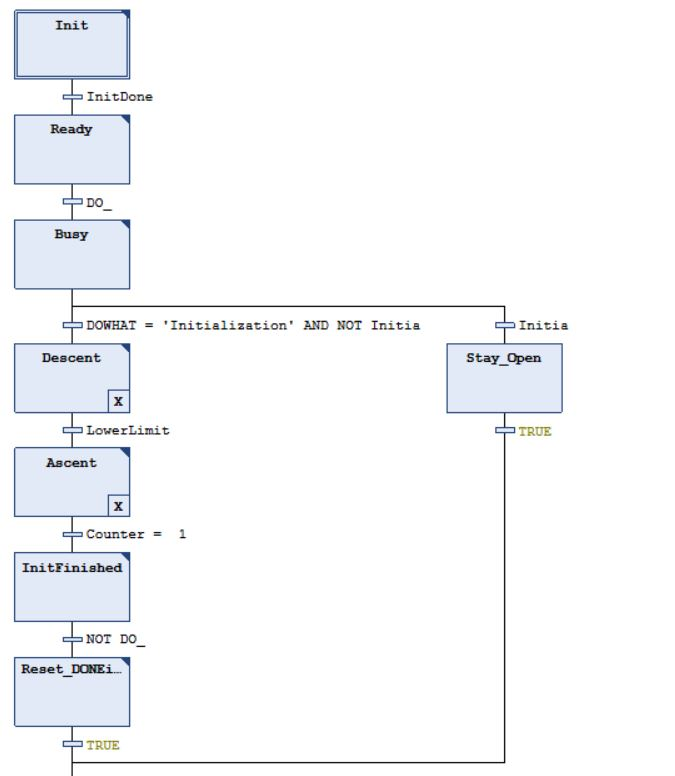 Init
InitDone
Ready
DO_
Busy
DOWHAT = 'Initialization' AND NOT Initia
Initia
Descent
Stay_Open
X
LowerLimit
TRUE
Ascent
X
Counter =  1
InitFinished
NOT DO_
Reset_DONEi…
TRUE